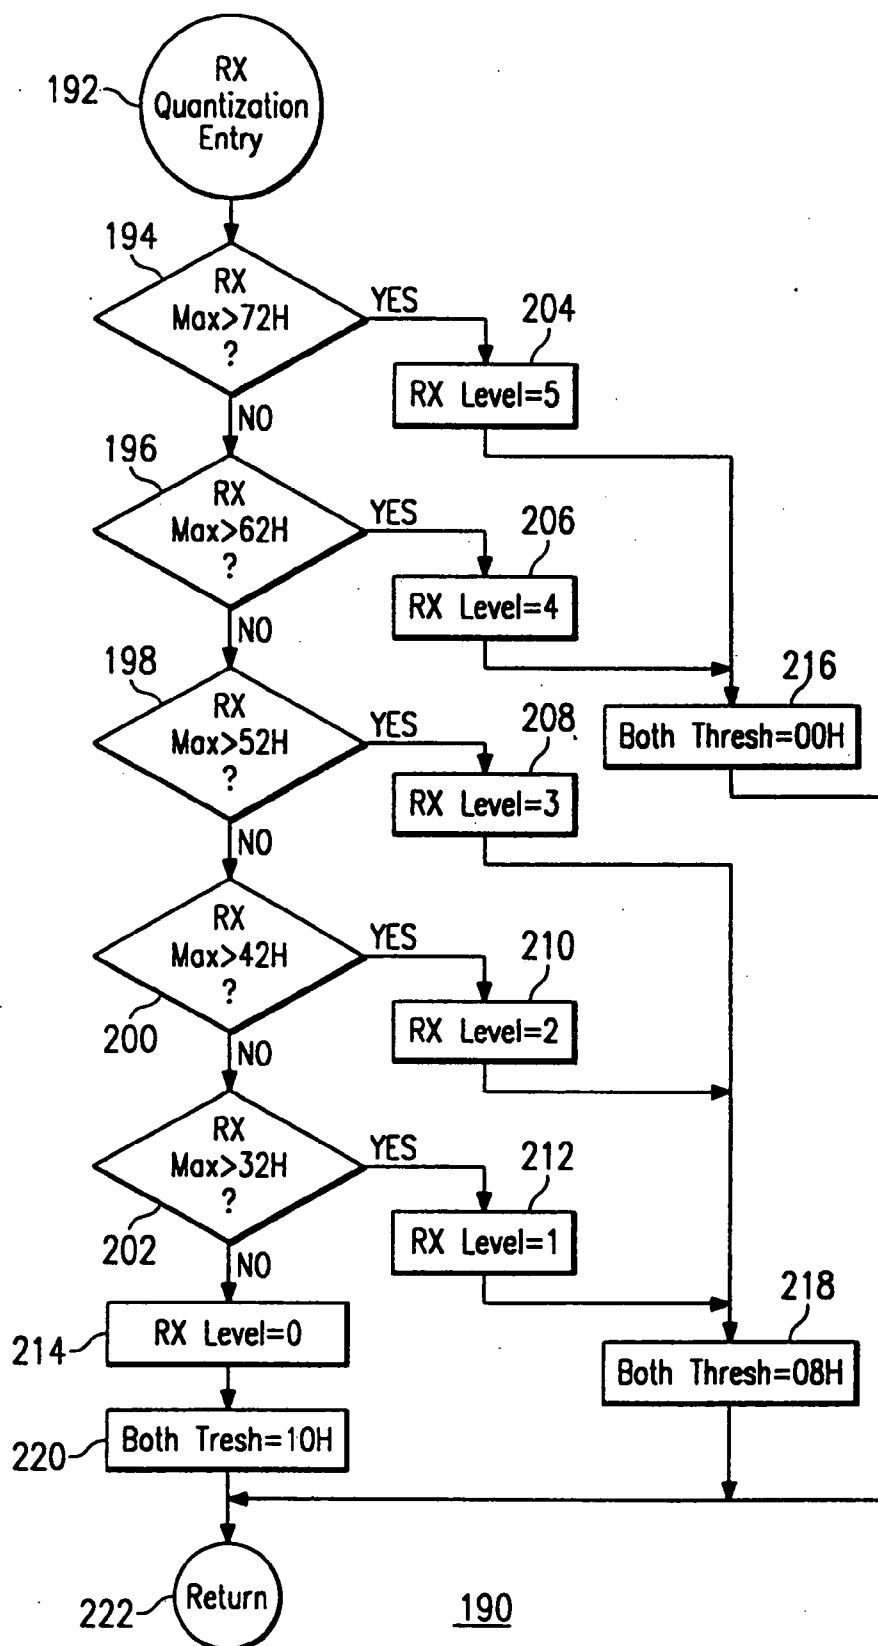 192
RX
Quantization
Entry
194
RX
Max>72H
?
YES
NO
204
RX Level=5
196
RX
Max>62H
?
YES
NO
206
RX Level=4
198
RX
Max>52H
?
YES
NO
208
RX Level=3
216
Both Thresh=00H
RX
Max>42H
?
200
YES
NO
210
RX Level=2
RX
Max>32H
?
202
YES
NO
212
RX Level=1
218
Both Thresh=08H
214
RX Level=0
220
Both Tresh=10H
222
Return
190